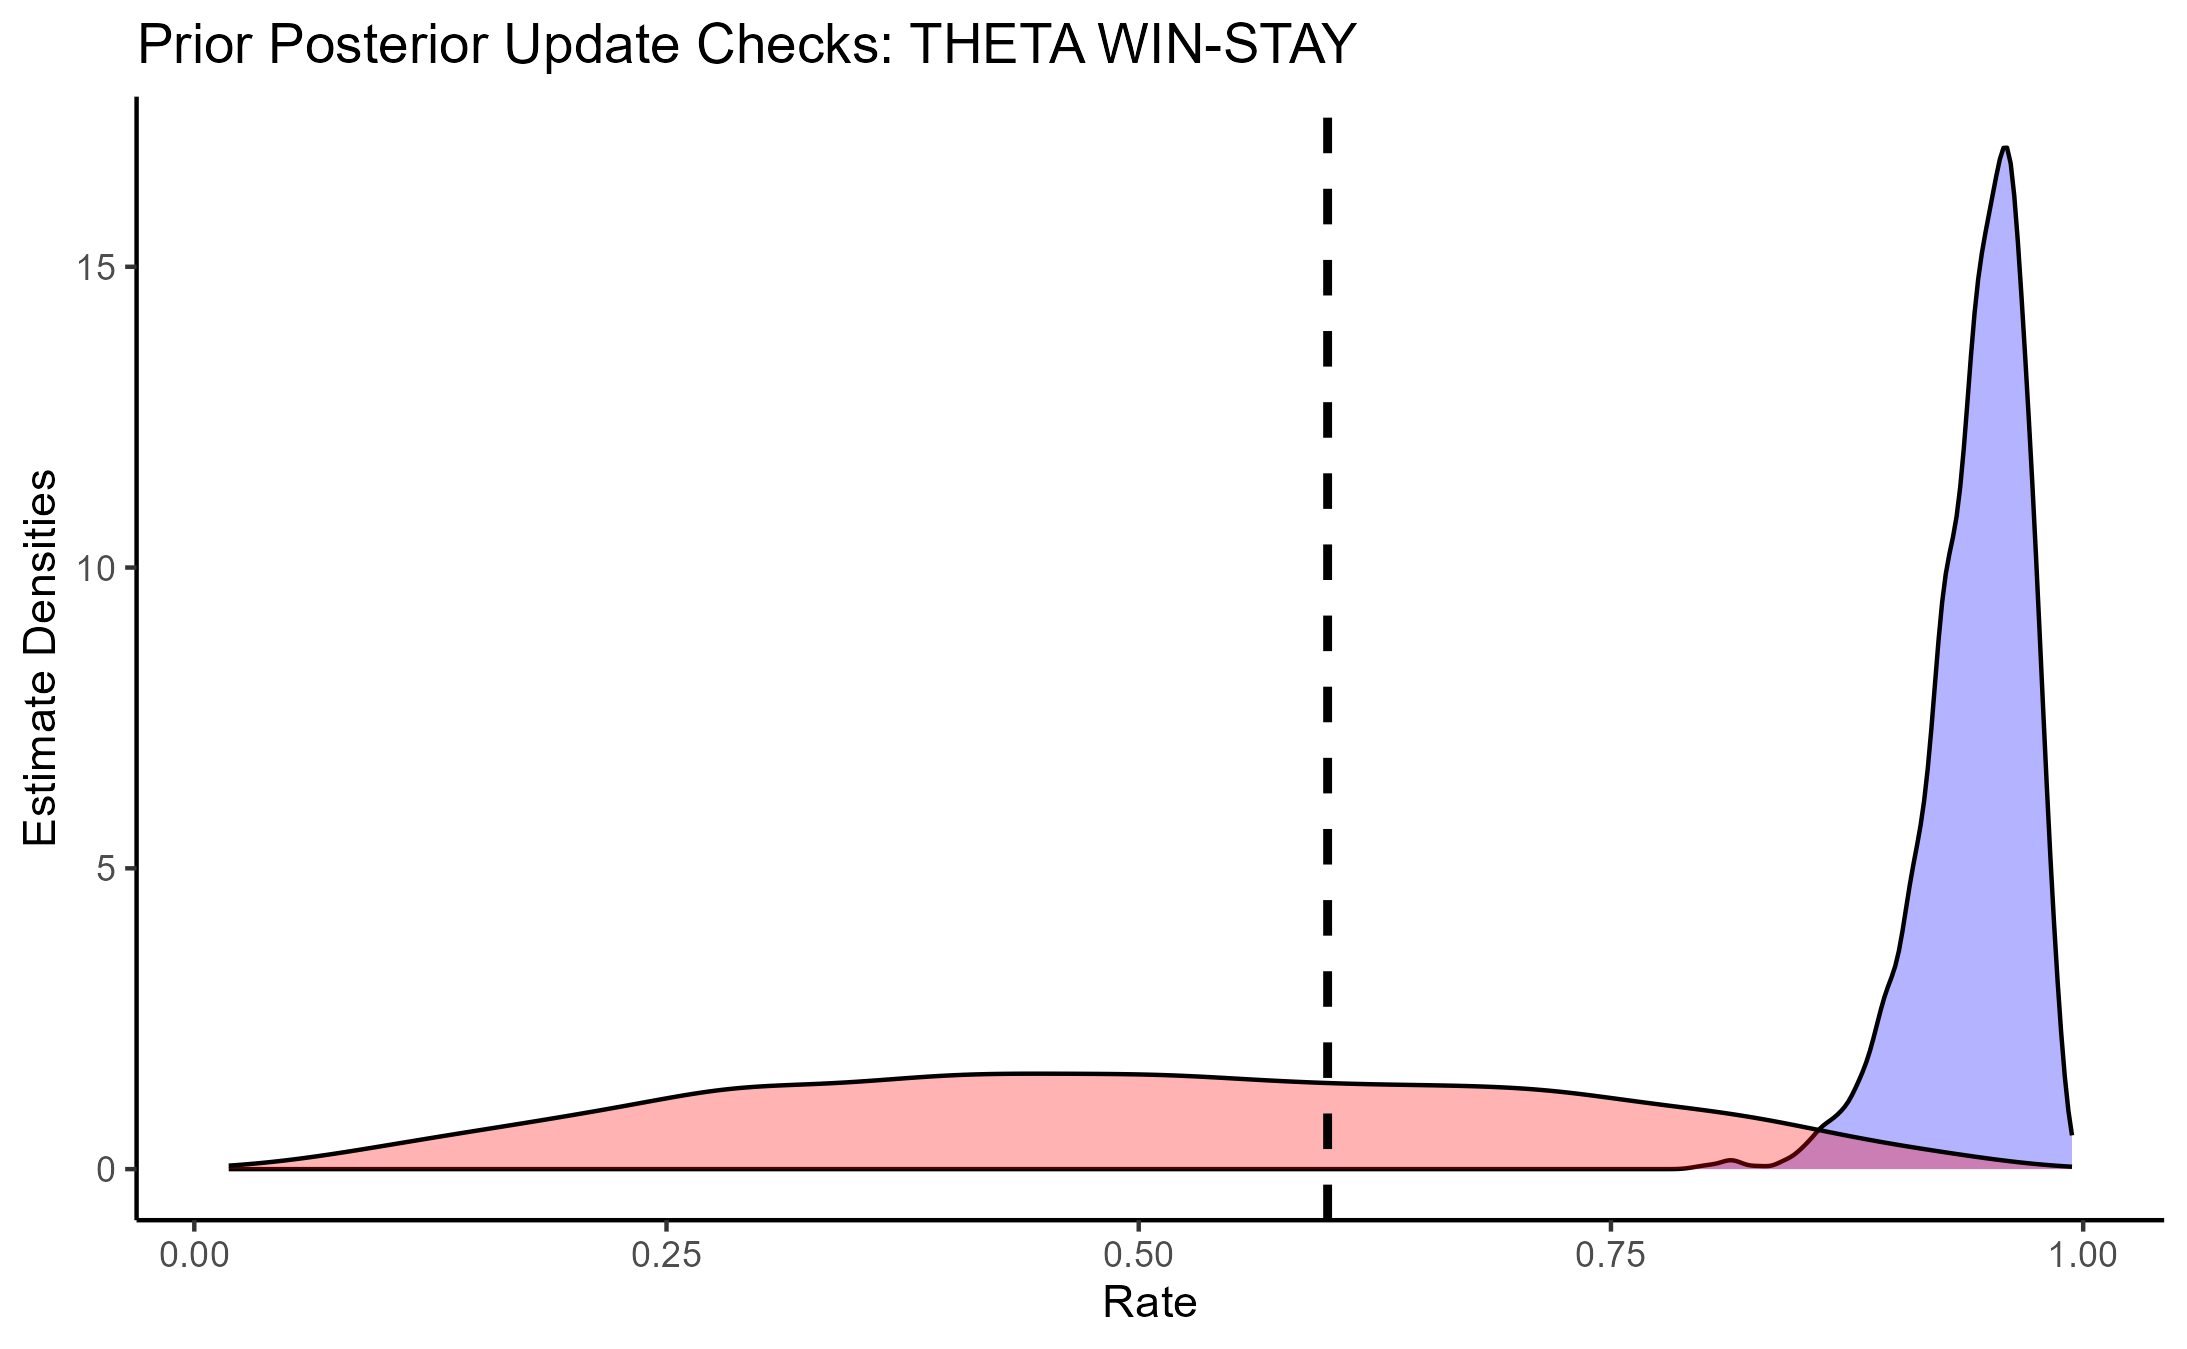 Prior Posterior Update Checks: THETA WIN-STAY
Estimate Densities
15
10
5
0
0.00 0.25 0.50 0.75 1.00
Rate